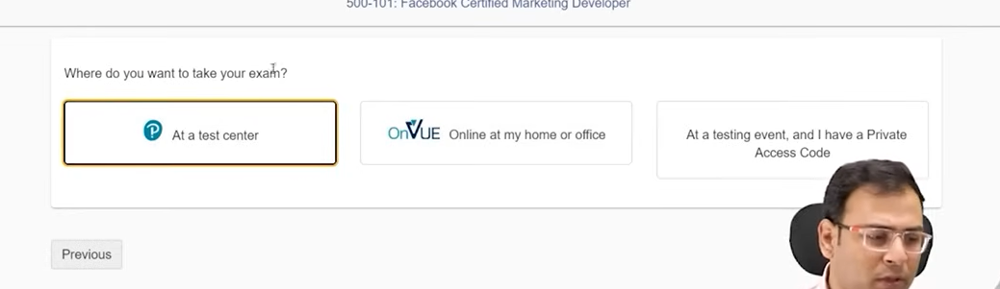 500-101: Facebook Certified Marketing Developer
Where do you want to take your exam?
At a test center
OnVUE Online at my home or office
At a testing event, and I have a Private
Access Code
Previous